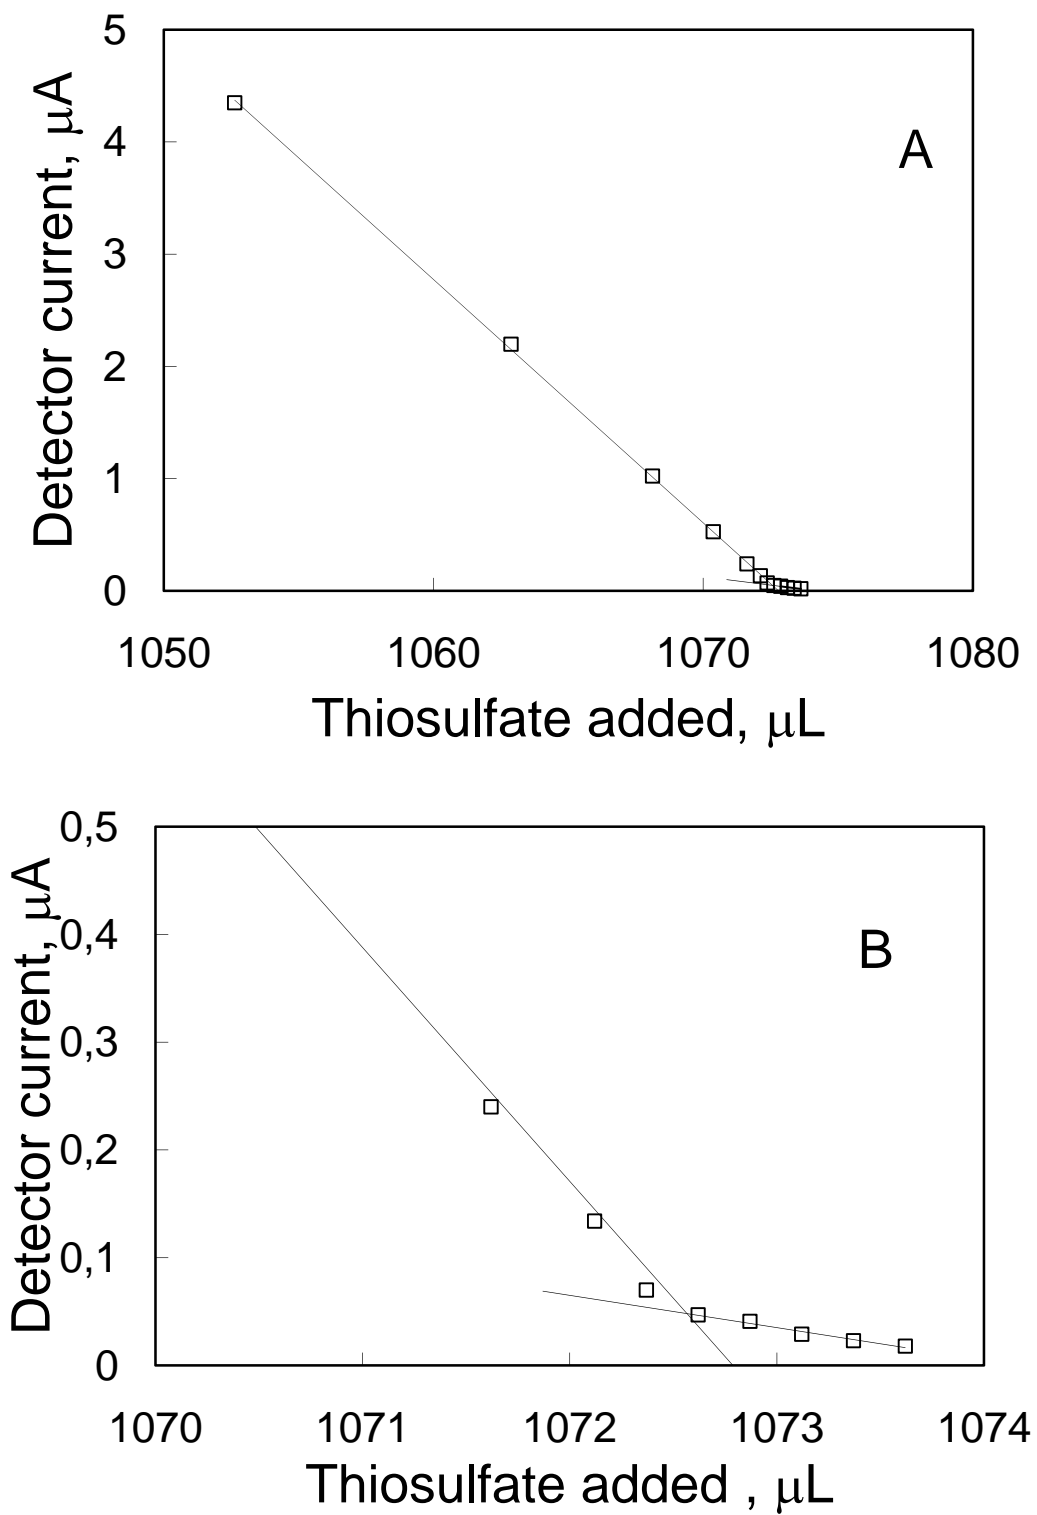 5
4
3
2
1
0
Detector current, μA
A
1050 1060 1070 1080
Thiosulfate added, μL
0,5
0,4
0,3
0,2
0,1
0
Detector current, μA
B
1070 1071 1072 1073 1074
Thiosulfate added , μL